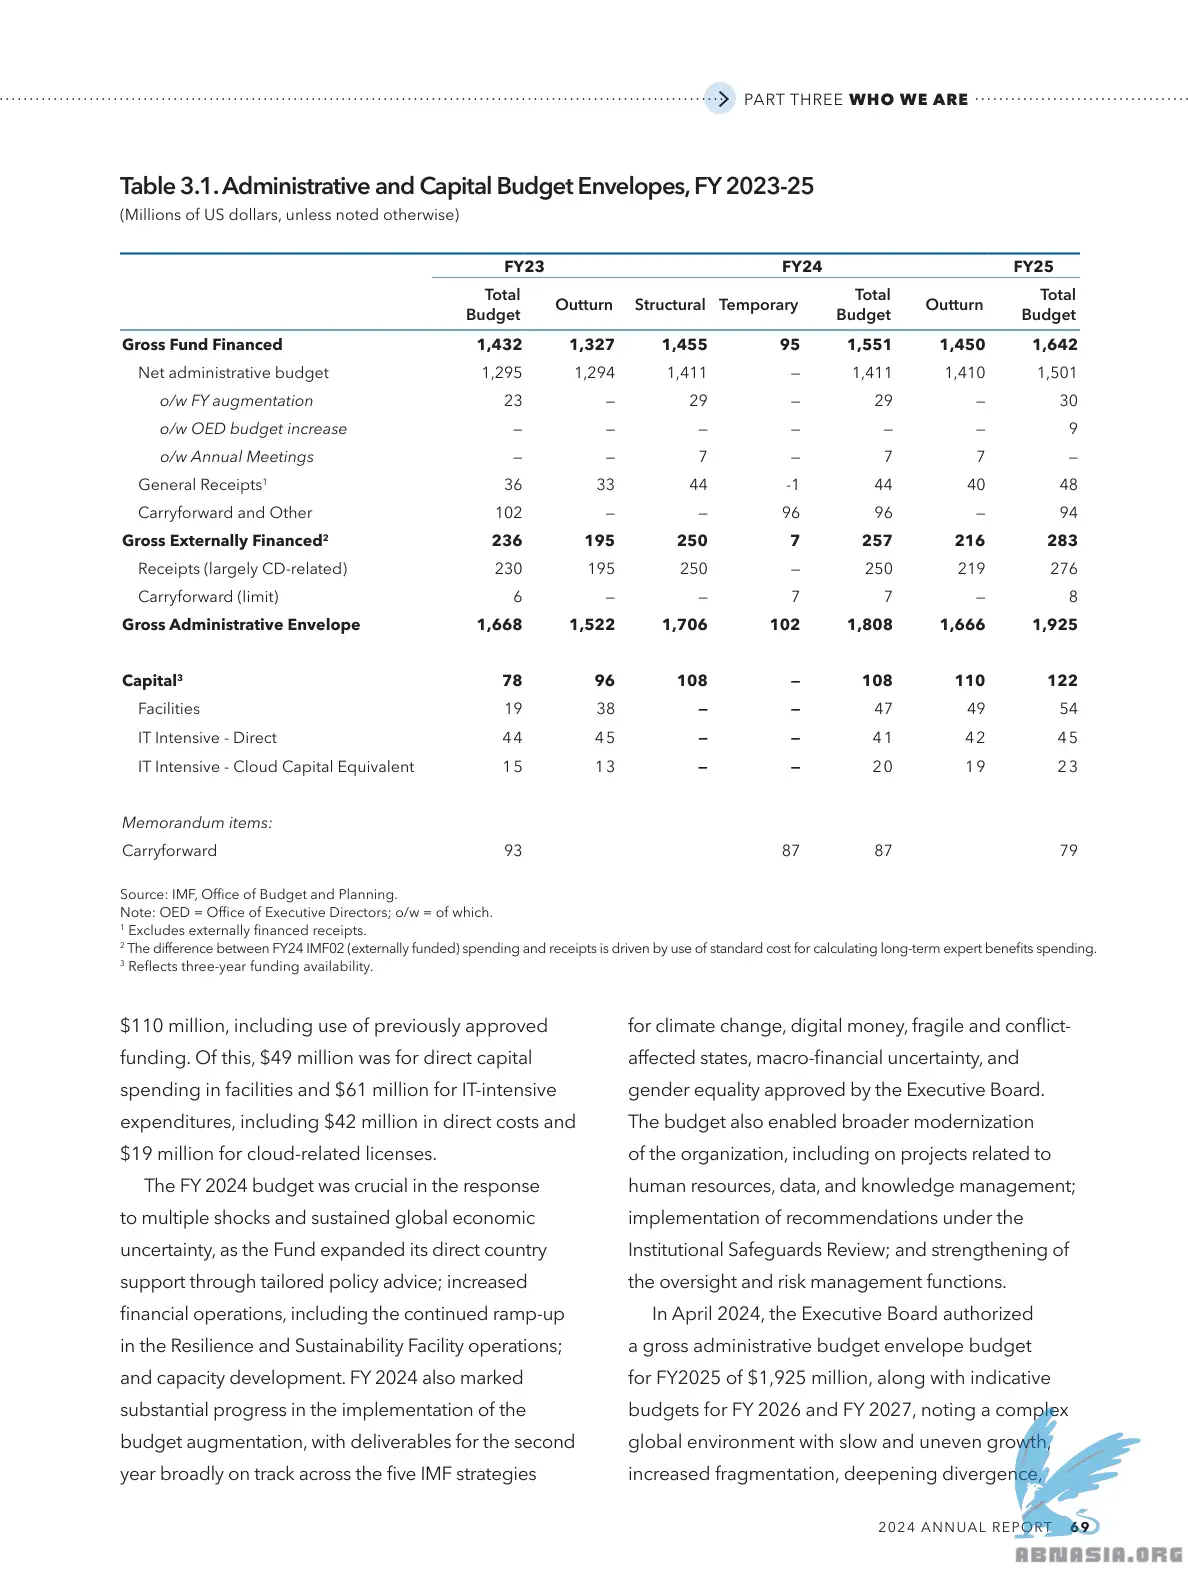 PART THREE WHO WE ARE
Table 3.1. Administrative and Capital Budget Envelopes, FY 2023-25
(Millions of US dollars, unless noted otherwise)
FY23 FY24 FY25
Total Budget Outturn Structural Temporary Total Budget Outturn Total Budget
Gross Fund Financed 1,432 1,327 1,455 95 1,551 1,450 1,642
Net administrative budget 1,295 1,294 1,411 — 1,411 1,410 1,501
o/w FY augmentation 23 — 29 — 29 — 30
o/w OED budget increase — — — — — — 9
o/w Annual Meetings — — 7 — 7 7 —
General Receipts¹ 36 33 44 -1 44 40 48
Carryforward and Other 102 — — 96 96 — 94
Gross Externally Financed² 236 195 250 7 257 216 283
Receipts (largely CD-related) 230 195 250 — 250 219 276
Carryforward (limit) 6 — — 7 7 — 8
Gross Administrative Envelope 1,668 1,522 1,706 102 1,808 1,666 1,925
Capital³ 78 96 108 — 108 110 122
Facilities 19 38 — — 47 49 54
IT Intensive - Direct 44 45 — — 41 42 45
IT Intensive - Cloud Capital Equivalent 15 13 — — 20 19 23
Memorandum items:
Carryforward 93 87 87 79
Source: IMF, Office of Budget and Planning.
Note: OED = Office of Executive Directors; o/w = of which.
¹ Excludes externally financed receipts.
² The difference between FY24 IMF02 (externally funded) spending and receipts is driven by use of standard cost for calculating long-term expert benefits spending.
³ Reflects three-year funding availability.
$110 million, including use of previously approved
funding. Of this, $49 million was for direct capital
spending in facilities and $61 million for IT-intensive
expenditures, including $42 million in direct costs and
$19 million for cloud-related licenses.
The FY 2024 budget was crucial in the response
to multiple shocks and sustained global economic
uncertainty, as the Fund expanded its direct country
support through tailored policy advice; increased
financial operations, including the continued ramp-up
in the Resilience and Sustainability Facility operations;
and capacity development. FY 2024 also marked
substantial progress in the implementation of the
budget augmentation, with deliverables for the second
year broadly on track across the five IMF strategies
for climate change, digital money, fragile and conflict-
affected states, macro-financial uncertainty, and
gender equality approved by the Executive Board.
The budget also enabled broader modernization
of the organization, including on projects related to
human resources, data, and knowledge management;
implementation of recommendations under the
Institutional Safeguards Review; and strengthening of
the oversight and risk management functions.
In April 2024, the Executive Board authorized
a gross administrative budget envelope budget
for FY2025 of $1,925 million, along with indicative
budgets for FY 2026 and FY 2027, noting a complex
global environment with slow and uneven growth,
increased fragmentation, deepening divergence,
2024 ANNUAL REPORT 69
ABNASIA.ORG